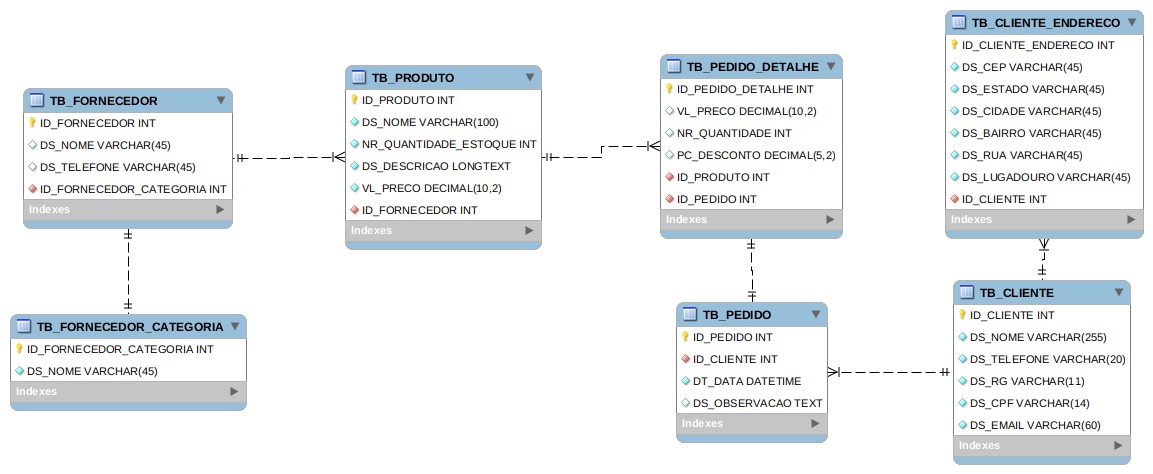 TB_FORNECEDOR
ID_FORNECEDOR INT
DS_NOME VARCHAR(45)
DS_TELEFONE VARCHAR(45)
ID_FORNECEDOR_CATEGORIA INT
Indexes
TB_FORNECEDOR_CATEGORIA
ID_FORNECEDOR_CATEGORIA INT
DS_NOME VARCHAR(45)
Indexes
TB_PRODUTO
ID_PRODUTO INT
DS_NOME VARCHAR(100)
NR_QUANTIDADE_ESTOQUE INT
DS_DESCRICAO LONGTEXT
VL_PRECO DECIMAL(10,2)
ID_FORNECEDOR INT
Indexes
TB_PEDIDO_DETALHE
ID_PEDIDO_DETALHE INT
VL_PRECO DECIMAL(10,2)
NR_QUANTIDADE INT
PC_DESCONTO DECIMAL(5,2)
ID_PRODUTO INT
ID_PEDIDO INT
Indexes
TB_PEDIDO
ID_PEDIDO INT
ID_CLIENTE INT
DT_DATA DATETIME
DS_OBSERVACAO TEXT
Indexes
TB_CLIENTE_ENDERECO
ID_CLIENTE_ENDERECO INT
DS_CEP VARCHAR(45)
DS_ESTADO VARCHAR(45)
DS_CIDADE VARCHAR(45)
DS_BAIRRO VARCHAR(45)
DS_RUA VARCHAR(45)
DS_LUGADOURO VARCHAR(45)
ID_CLIENTE INT
Indexes
TB_CLIENTE
ID_CLIENTE INT
DS_NOME VARCHAR(255)
DS_TELEFONE VARCHAR(20)
DS_RG VARCHAR(11)
DS_CPF VARCHAR(14)
DS_EMAIL VARCHAR(60)
Indexes